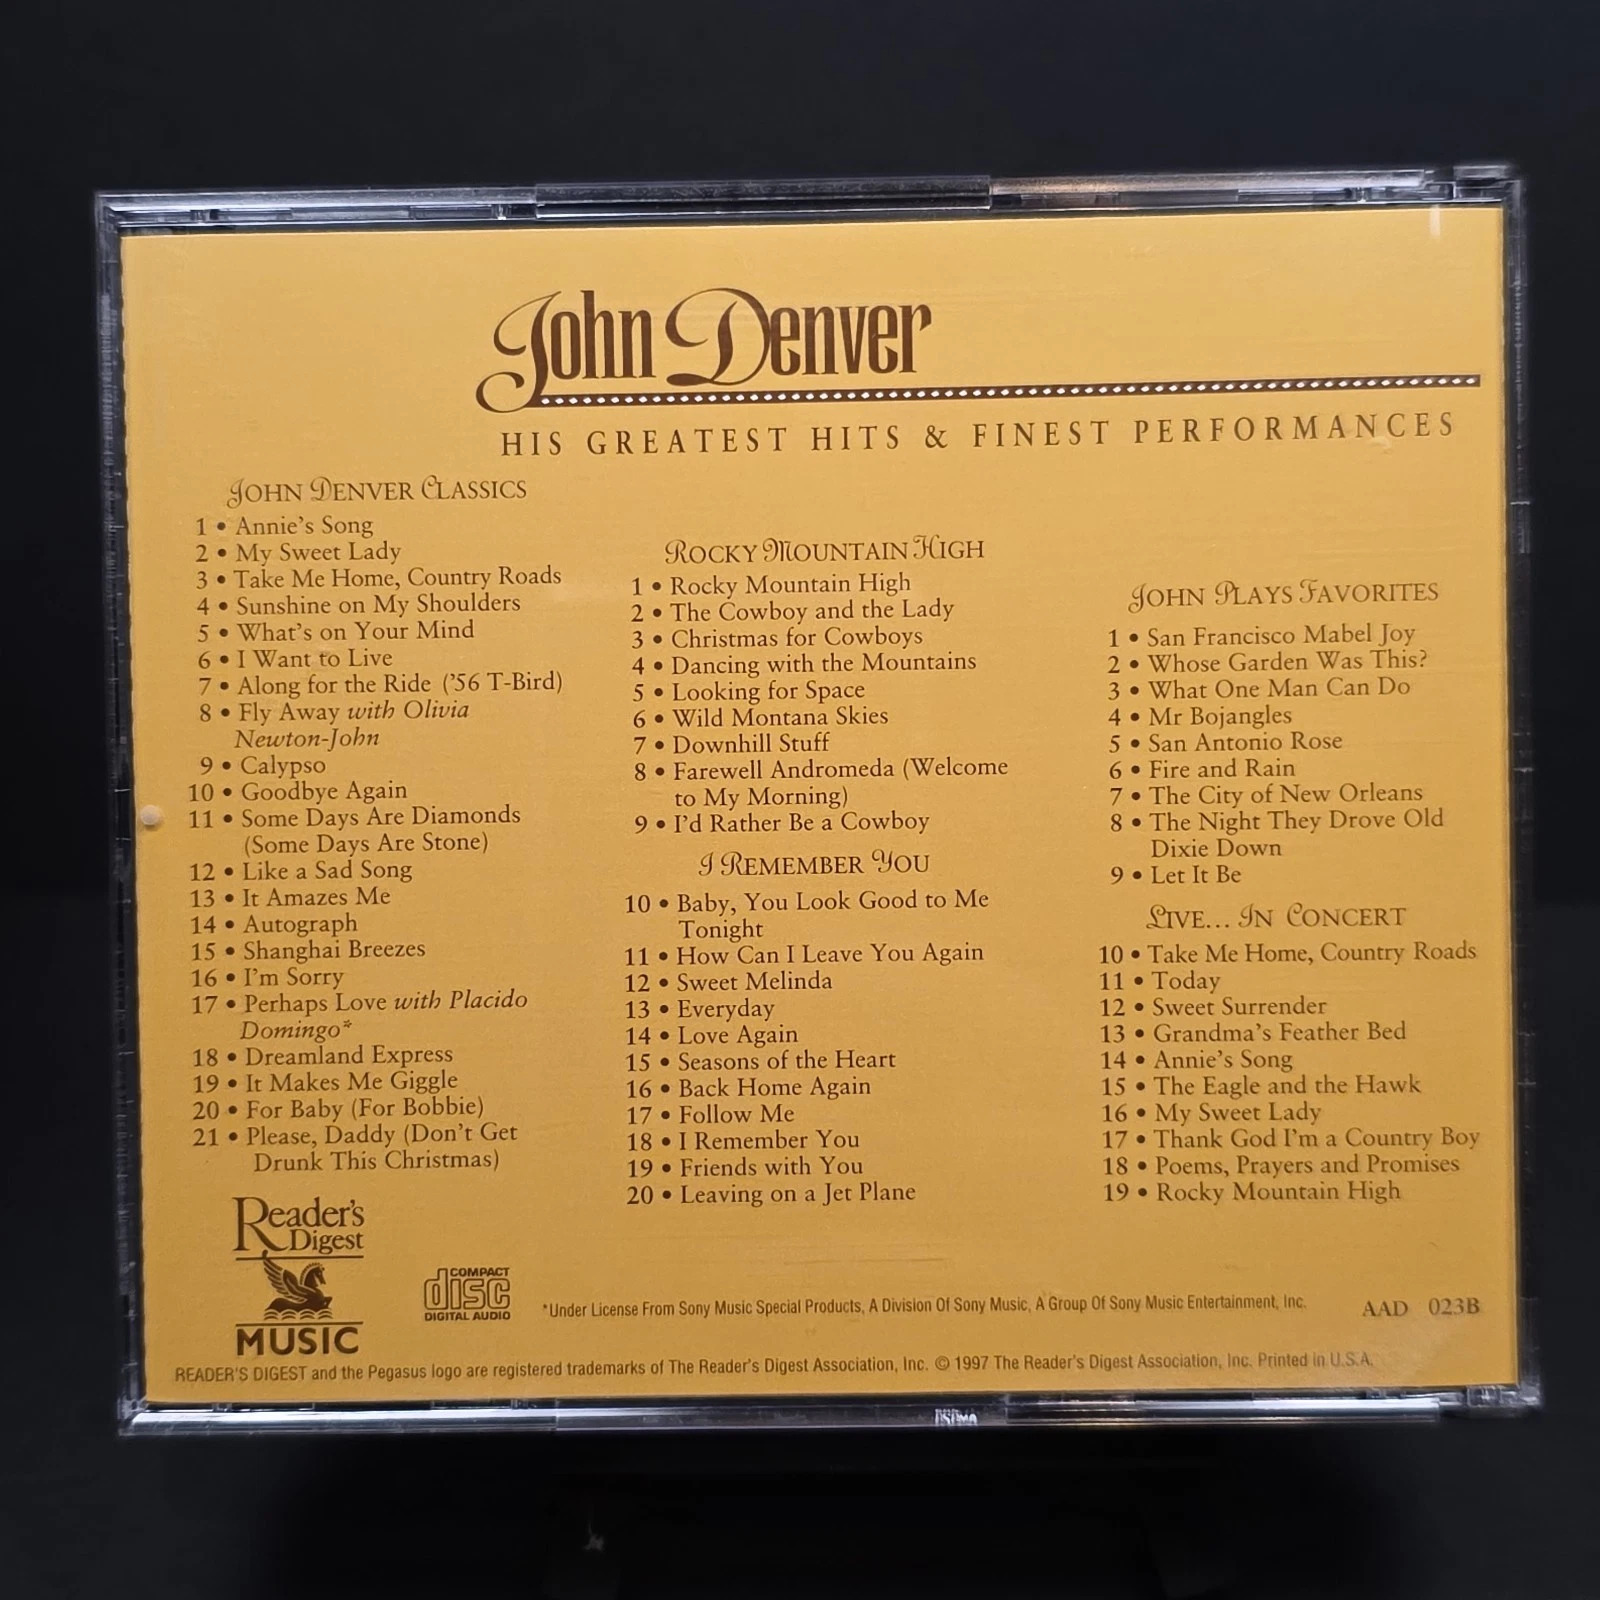 John Denver
HIS GREATEST HITS & FINEST PERFORMANCES
JOHN DENVER CLASSICS
1 • Annie's Song
2 • My Sweet Lady
3 • Take Me Home, Country Roads
4 • Sunshine on My Shoulders
5 • What's on Your Mind
6 • I Want to Live
7 • Along for the Ride ('56 T-Bird)
8 • Fly Away with Olivia
Newton-John
9 • Calypso
10 • Goodbye Again
11 • Some Days Are Diamonds
(Some Days Are Stone)
12 • Like a Sad Song
13 • It Amazes Me
14 • Autograph
15 • Shanghai Breezes
16 • I'm Sorry
17 • Perhaps Love with Placido
Domingo*
18 • Dreamland Express
19 • It Makes Me Giggle
20 • For Baby (For Bobbie)
21 • Please, Daddy (Don't Get
Drunk This Christmas)
ROCKY MOUNTAIN HIGH
1 • Rocky Mountain High
2 • The Cowboy and the Lady
3 • Christmas for Cowboys
4 • Dancing with the Mountains
5 • Looking for Space
6 • Wild Montana Skies
7 • Downhill Stuff
8 • Farewell Andromeda (Welcome
to My Morning)
9 • I'd Rather Be a Cowboy
I REMEMBER YOU
10 • Baby, You Look Good to Me
Tonight
11 • How Can I Leave You Again
12 • Sweet Melinda
13 • Everyday
14 • Love Again
15 • Seasons of the Heart
16 • Back Home Again
17 • Follow Me
18 • I Remember You
19 • Friends with You
20 • Leaving on a Jet Plane
JOHN PLAYS FAVORITES
1 • San Francisco Mabel Joy
2 • Whose Garden Was This?
3 • What One Man Can Do
4 • Mr Bojangles
5 • San Antonio Rose
6 • Fire and Rain
7 • The City of New Orleans
8 • The Night They Drove Old
Dixie Down
9 • Let It Be
LIVE... IN CONCERT
10 • Take Me Home, Country Roads
11 • Today
12 • Sweet Surrender
13 • Grandma's Feather Bed
14 • Annie's Song
15 • The Eagle and the Hawk
16 • My Sweet Lady
17 • Thank God I'm a Country Boy
18 • Poems, Prayers and Promises
19 • Rocky Mountain High
Reader's
Digest
MUSIC
COMPACT
disc
DIGITAL AUDIO
*Under License From Sony Music Special Products, A Division Of Sony Music, A Group Of Sony Music Entertainment, Inc.
AAD 023B
READER'S DIGEST and the Pegasus logo are registered trademarks of The Reader's Digest Association, Inc. © 1997 The Reader's Digest Association, Inc. Printed in U.S.A.